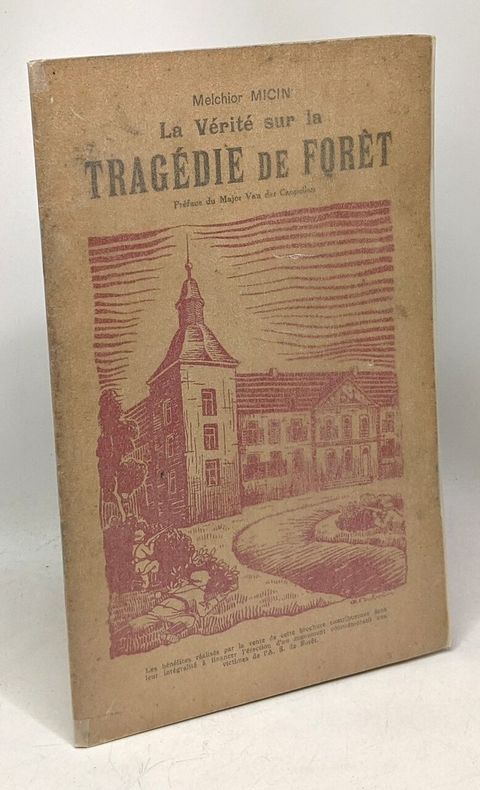 Melchior MICIN
La Vérité sur la
TRAGÉDIE DE FORÊT
Préface du Major Van der
Les bénéfices réalisés par la vente de cette brochure contribueront dans
leur intégralité à financer l'érection d'un monument commémoratif aux
victimes de l'A. S. de Forêt.